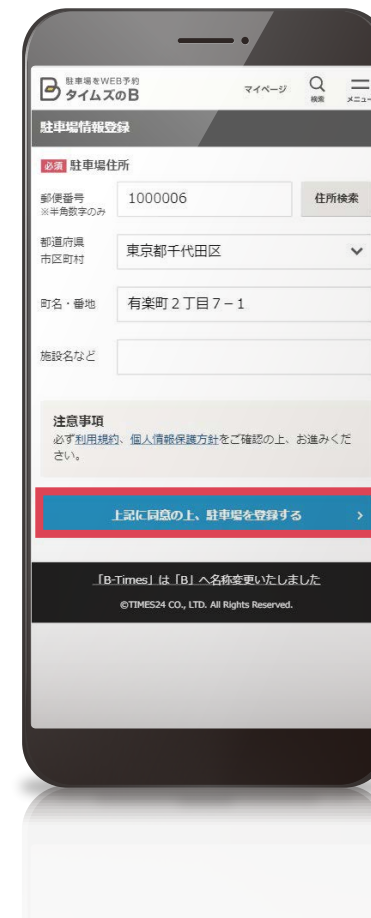 駐車場をWEB予約
タイムズのB
マイページ
検索
メニュー
駐車場情報登録
必須 駐車場住所
郵便番号
※半角数字のみ
1000006
住所検索
都道府県
市区町村
東京都千代田区
町名・番地
有楽町２丁目７−１
施設名など
注意事項
必ず利用規約、個人情報保護方針をご確認の上、お進みくだ
さい。
上記に同意の上、駐車場を登録する
「B-Times」は「B」へ名称変更いたしました
©TIMES24 CO., LTD. All Rights Reserved.